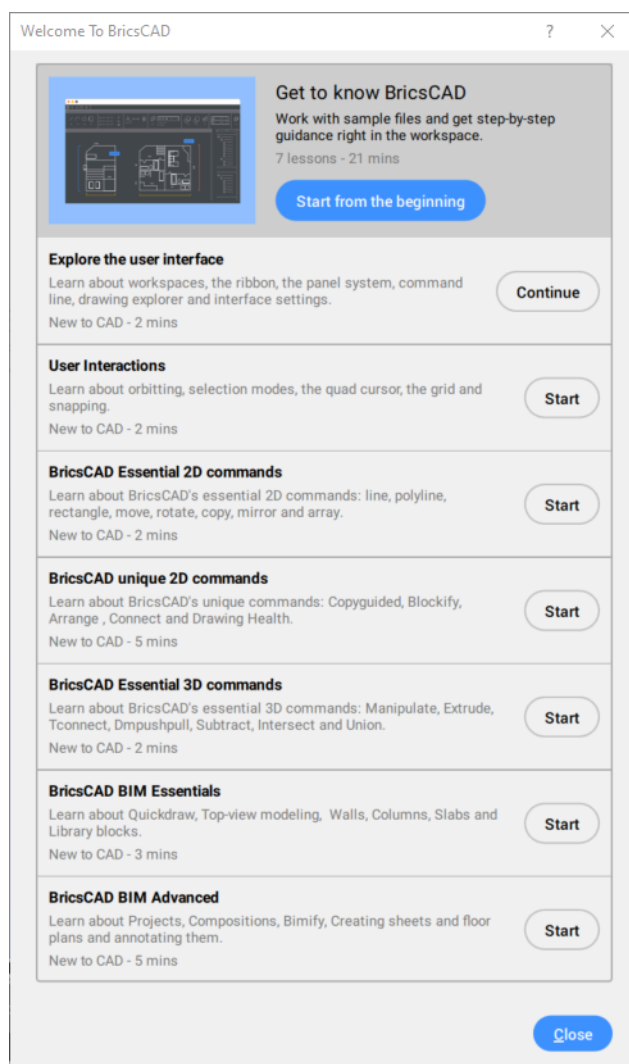 Welcome To BricsCAD
?
Get to know BricsCAD
Work with sample files and get step-by-step
guidance right in the workspace.
7 lessons - 21 mins
Start from the beginning
Explore the user interface
Learn about workspaces, the ribbon, the panel system, command
line, drawing explorer and interface settings.
New to CAD - 2 mins
Continue
User Interactions
Learn about orbitting, selection modes, the quad cursor, the grid and
snapping.
New to CAD - 2 mins
Start
BricsCAD Essential 2D commands
Learn about BricsCAD's essential 2D commands: line, polyline,
rectangle, move, rotate, copy, mirror and array.
New to CAD - 2 mins
Start
BricsCAD unique 2D commands
Learn about BricsCAD's unique commands: Copyguided, Blockify,
Arrange , Connect and Drawing Health.
New to CAD - 5 mins
Start
BricsCAD Essential 3D commands
Learn about BricsCAD's essential 3D commands: Manipulate, Extrude,
Tconnect, Dmpushpull, Subtract, Intersect and Union.
New to CAD - 2 mins
Start
BricsCAD BIM Essentials
Learn about Quickdraw, Top-view modeling,  Walls, Columns, Slabs and
Library blocks.
New to CAD - 3 mins
Start
BricsCAD BIM Advanced
Learn about Projects, Compositions, Bimify, Creating sheets and floor
plans and annotating them.
New to CAD - 5 mins
Start
Close